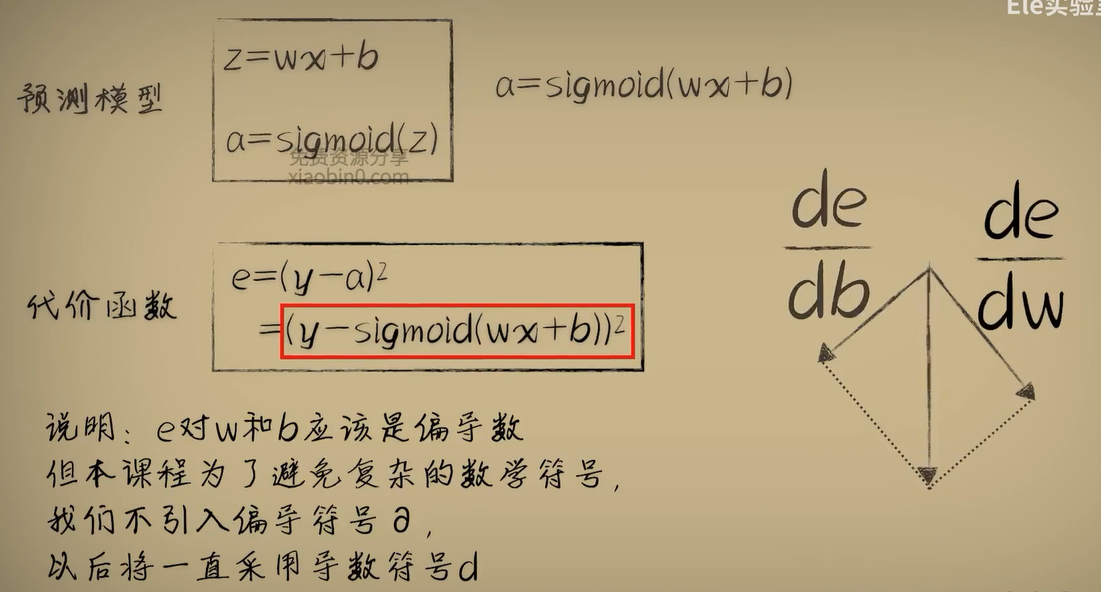 Ele实验室
预测模型
z=wx+b
a=sigmoid(z)
a=sigmoid(wx+b)
免费资源分享
xiaobin0.com
代价函数
e=(y-a)²
=(y-sigmoid(wx+b))²
de
db
de
dw
说明：e对w和b应该是偏导数
但本课程为了避免复杂的数学符号，
我们不引入偏导符号∂，
以后将一直采用导数符号d